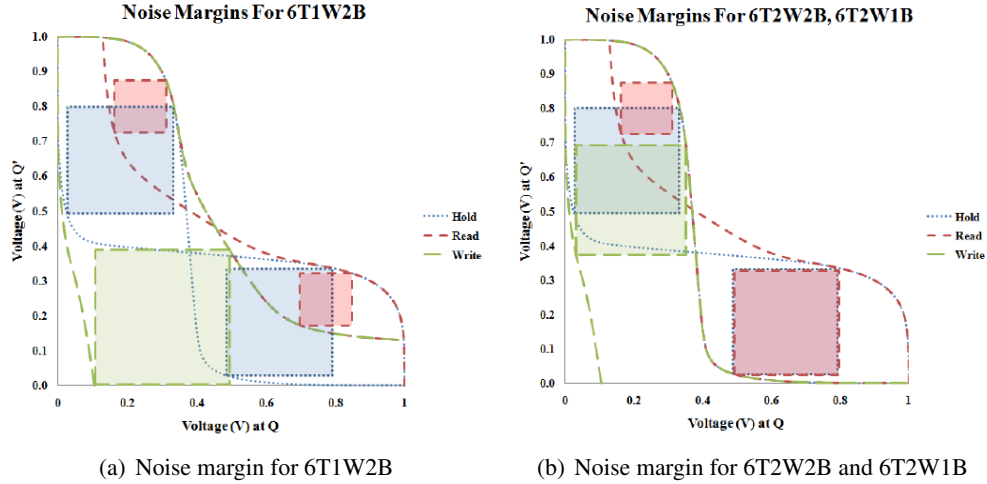 Noise Margins For 6T1W2B
1.0
0.9
0.8
0.7
0.6
0.5
0.4
0.3
0.2
0.1
0.0
Voltage (V) at Q'
0
0.2
0.4
0.6
0.8
1
Voltage (V) at Q
Hold
Read
Write
(a) Noise margin for 6T1W2B
Noise Margins For 6T2W2B, 6T2W1B
1.0
0.9
0.8
0.7
0.6
0.5
0.4
0.3
0.2
0.1
0.0
Voltage (V) at Q'
0
0.2
0.4
0.6
0.8
1
Voltage (V) at Q
Hold
Read
Write
(b) Noise margin for 6T2W2B and 6T2W1B